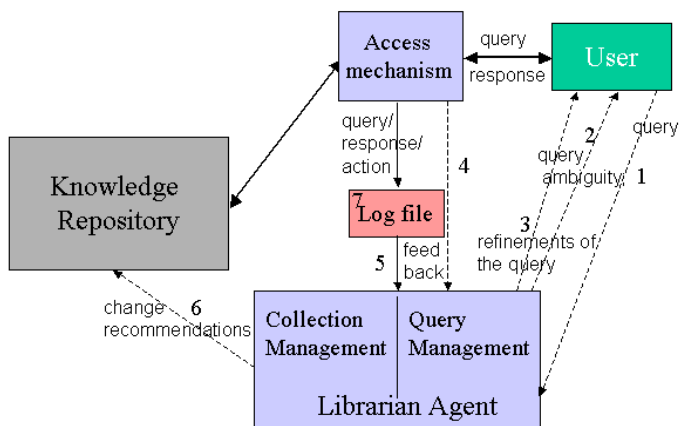 Access
mechanism
query
response
User
query/
response/
action
4
2
query
query
ambiguity
1
Knowledge
Repository
7
Log file
3
5
feed
back
refinements of
the query
6
change
recommendations
Collection
Management
Query
Management
Librarian Agent